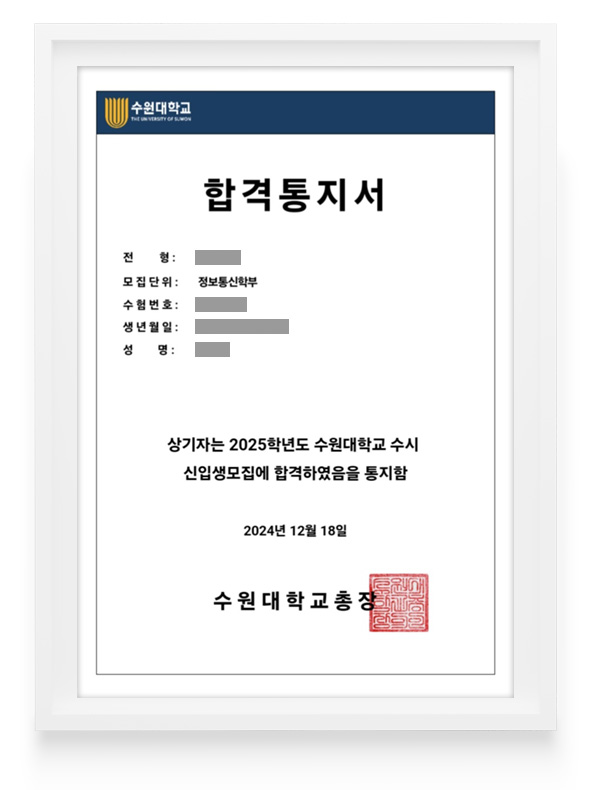 수원대학교
THE UNIVERSITY OF SUWON
합격통지서
전 형 :
모집단위 : 정보통신학부
수험번호 :
생년월일 :
성 명 :
상기자는 2025학년도 수원대학교 수시
신입생모집에 합격하였음을 통지함
2024년 12월 18일
수원대학교총장